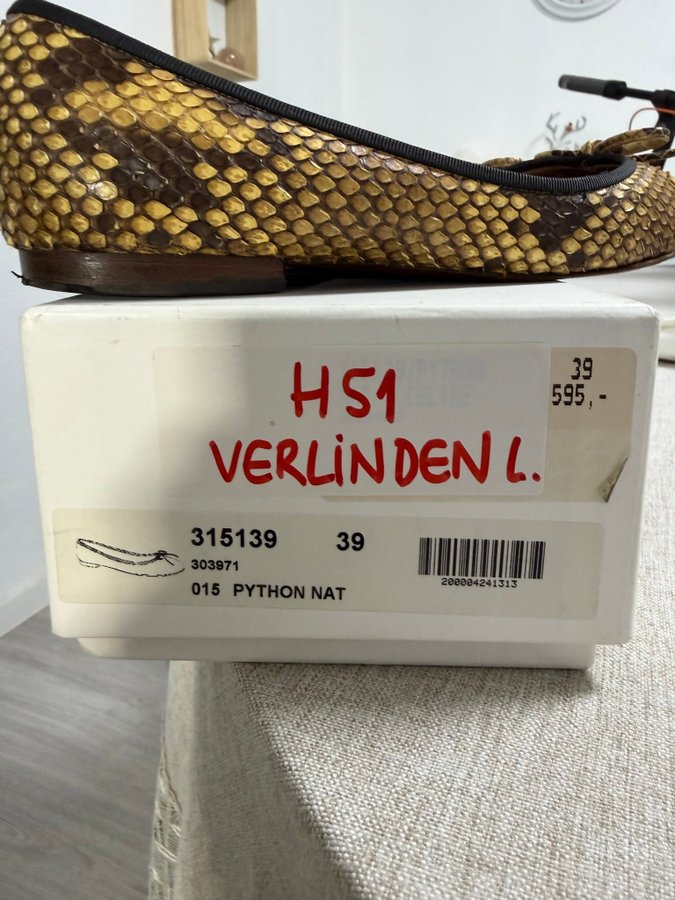 39
595,-
H51
VERLINDEN L.
315139 39
303971
015 PYTHON NAT
200004241313